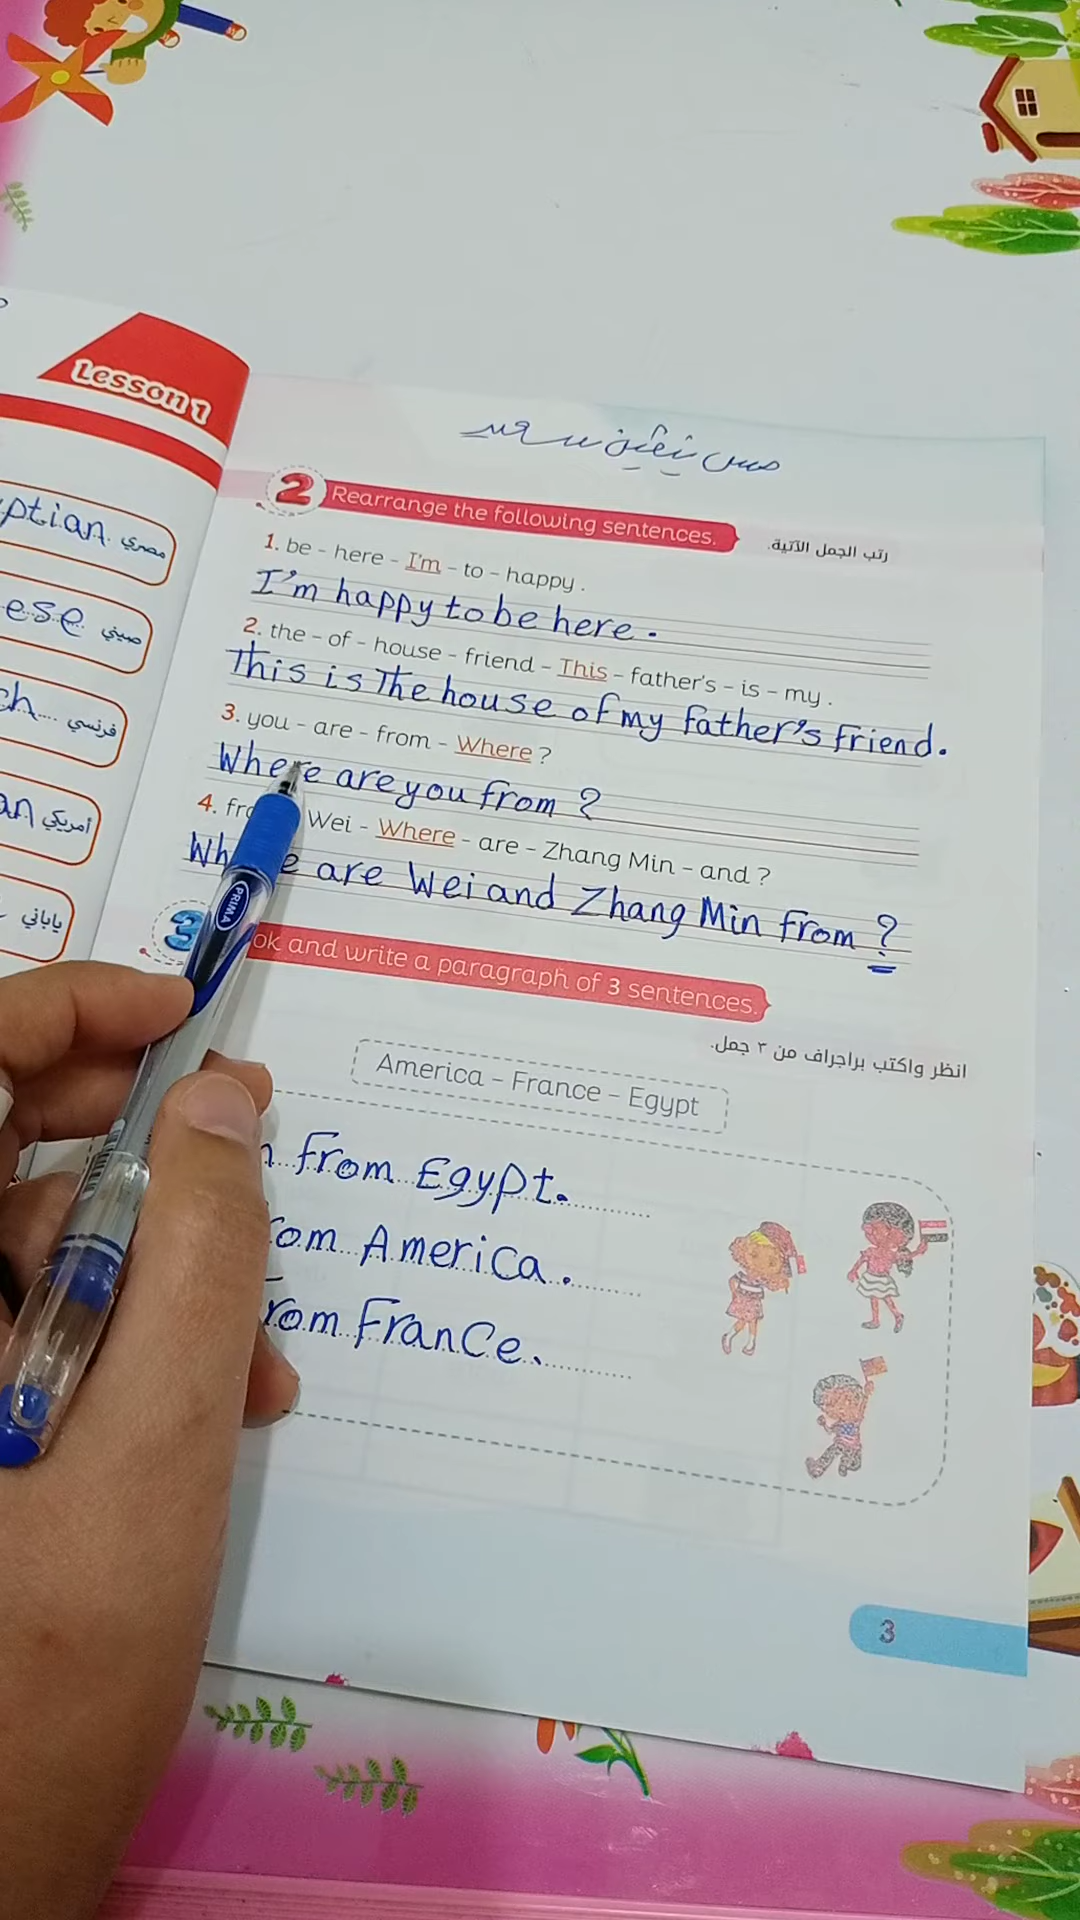 Lesson 1
ptian. مصري
ese صيني
ch.... فرنسي
an أمريكي
ياباني
2 Rearrange the following sentences.
رتب الجمل الآتية.
1. be - here - I'm - to - happy.
I'm happy to be here.
2. the - of - house - friend - This - father's - is - my.
This is The house of my father's Friend.
3. you - are - from - Where?
Where are you from?
4. fro Wei - Where - are - Zhang Min - and?
Wh e are Wei and Zhang Min from?
3 ok and write a paragraph of 3 sentences.
انظر واكتب براجراف من ٣ جمل.
America - France - Egypt
from Egypt.
om America.
rom France.
3
PRIMA